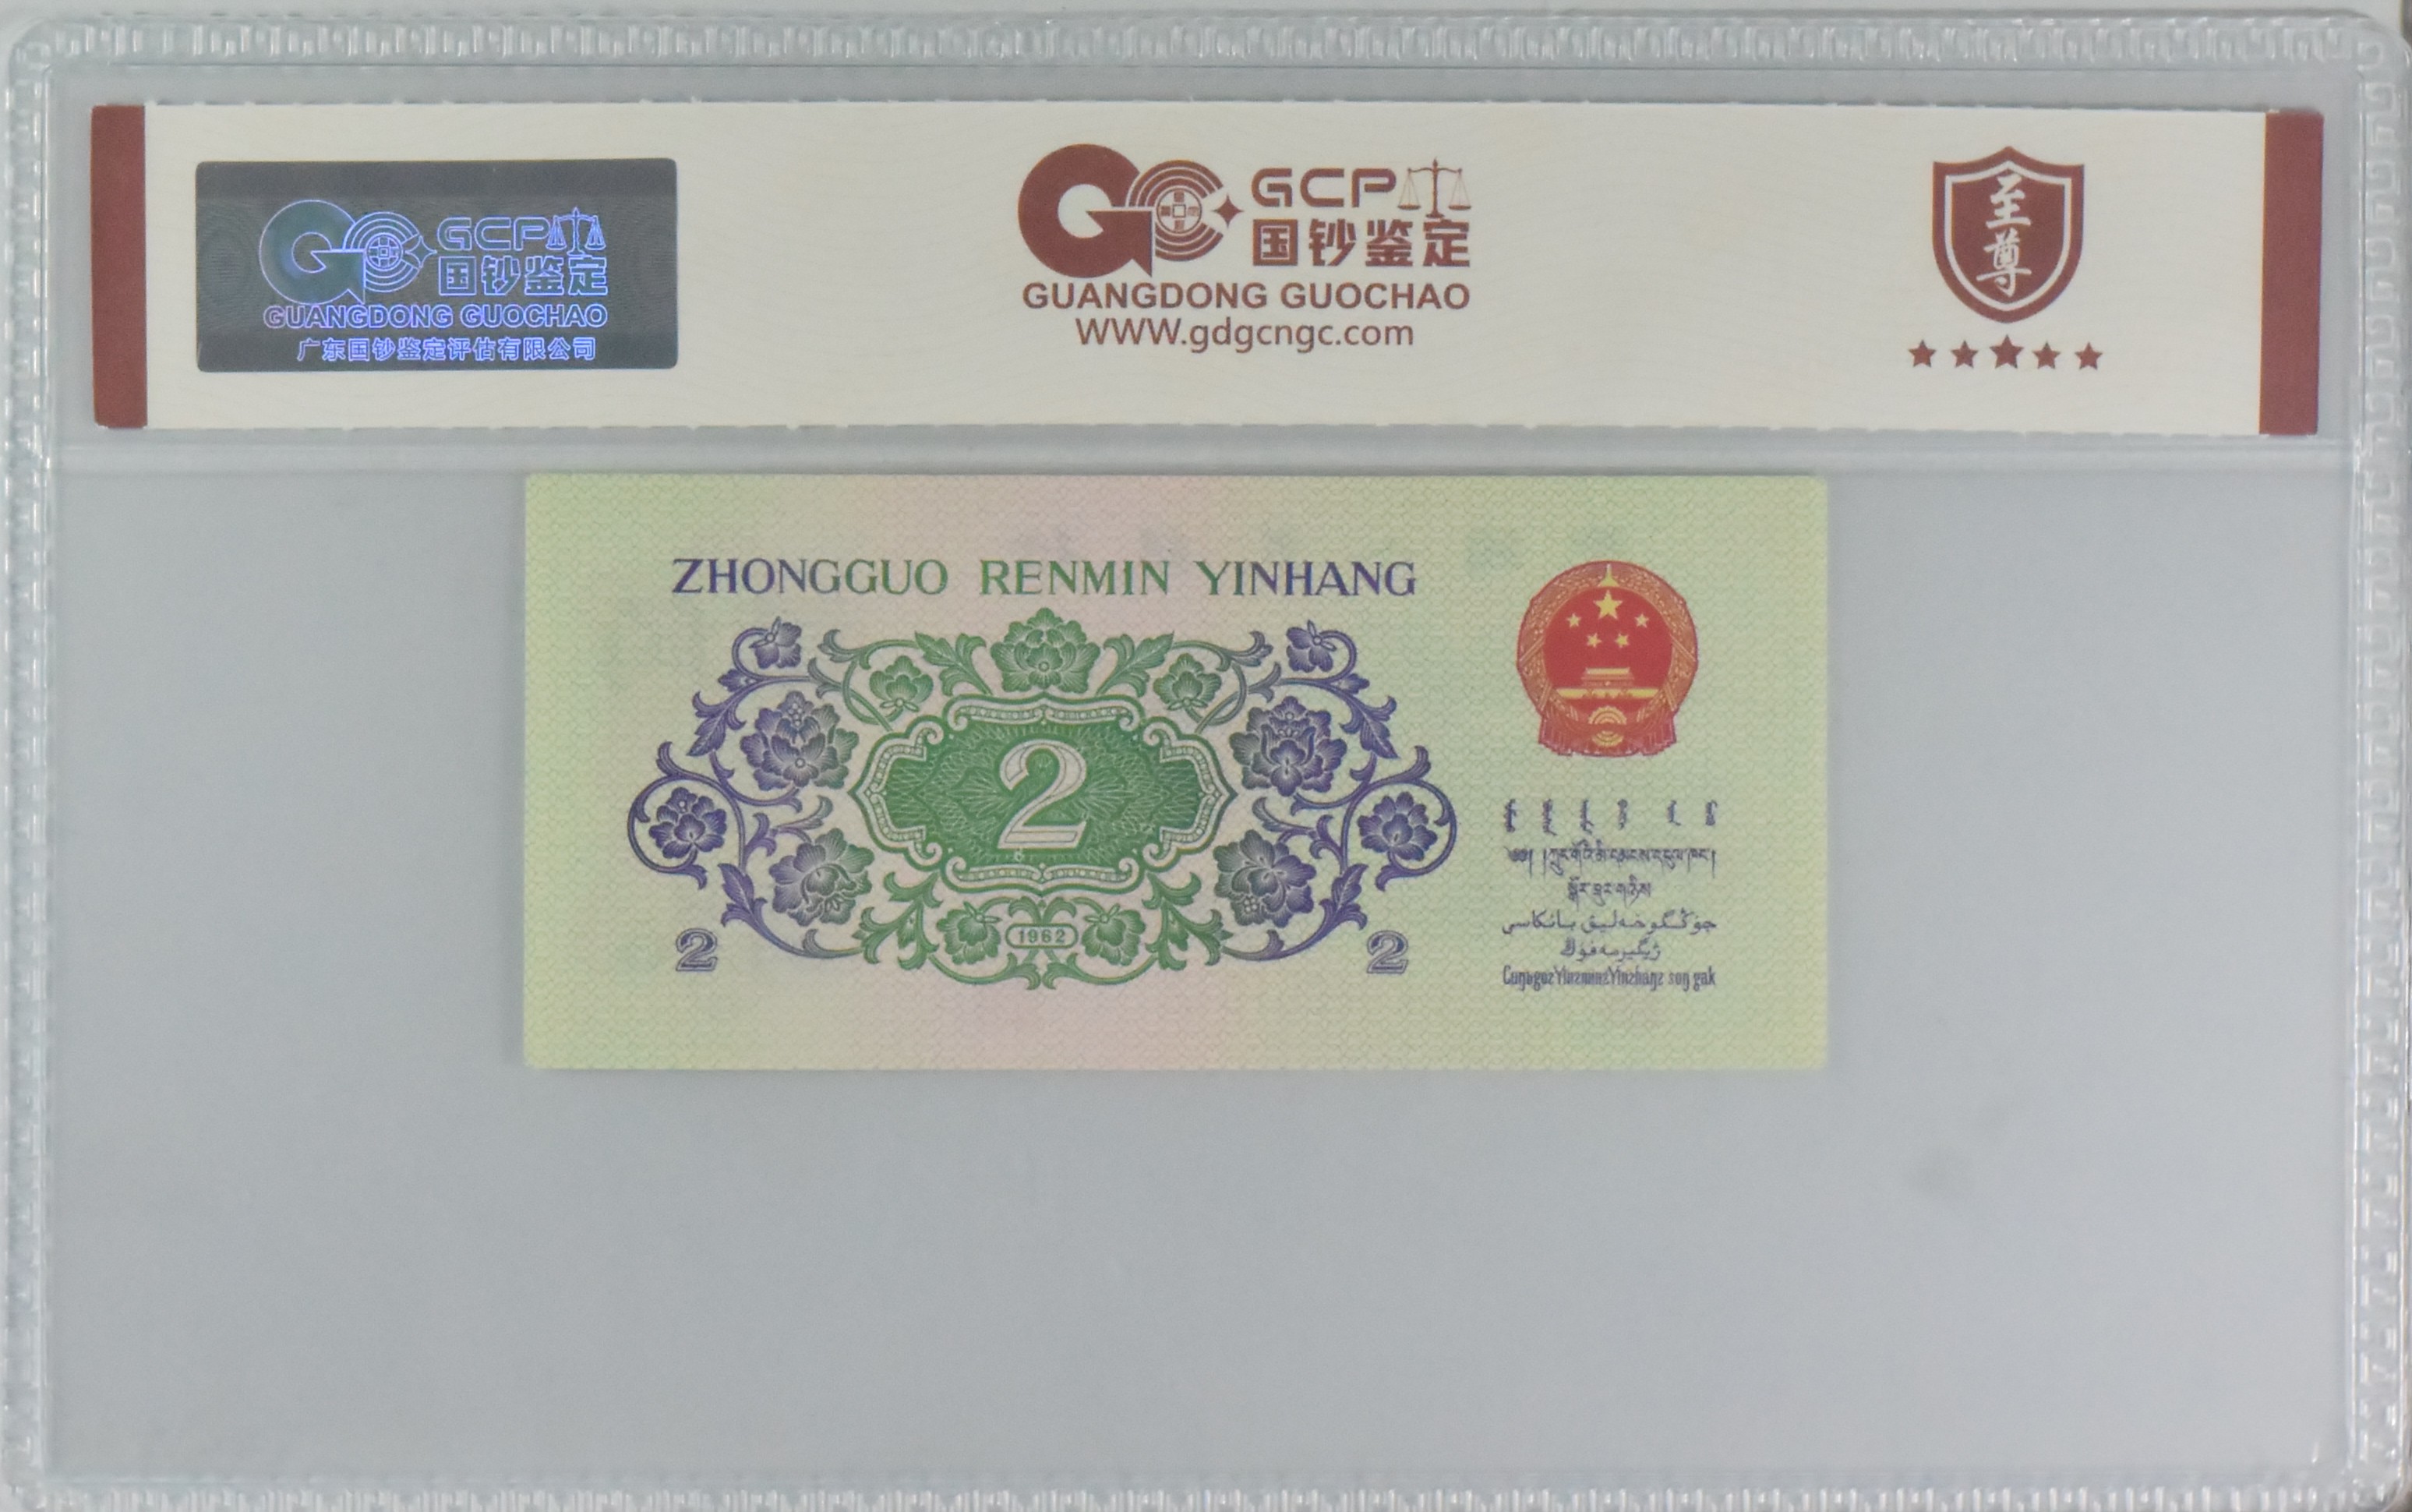 GCP
国钞鉴定
GUANGDONG GUOCHAO
广东国钞鉴定评估有限公司
GCP
国钞鉴定
GUANGDONG GUOCHAO
WWW.gdgcngc.com
至尊
ZHONGGUO RENMIN YINHANG
2
1962
2 2
جۇڭگوخەلىق بانكاسى